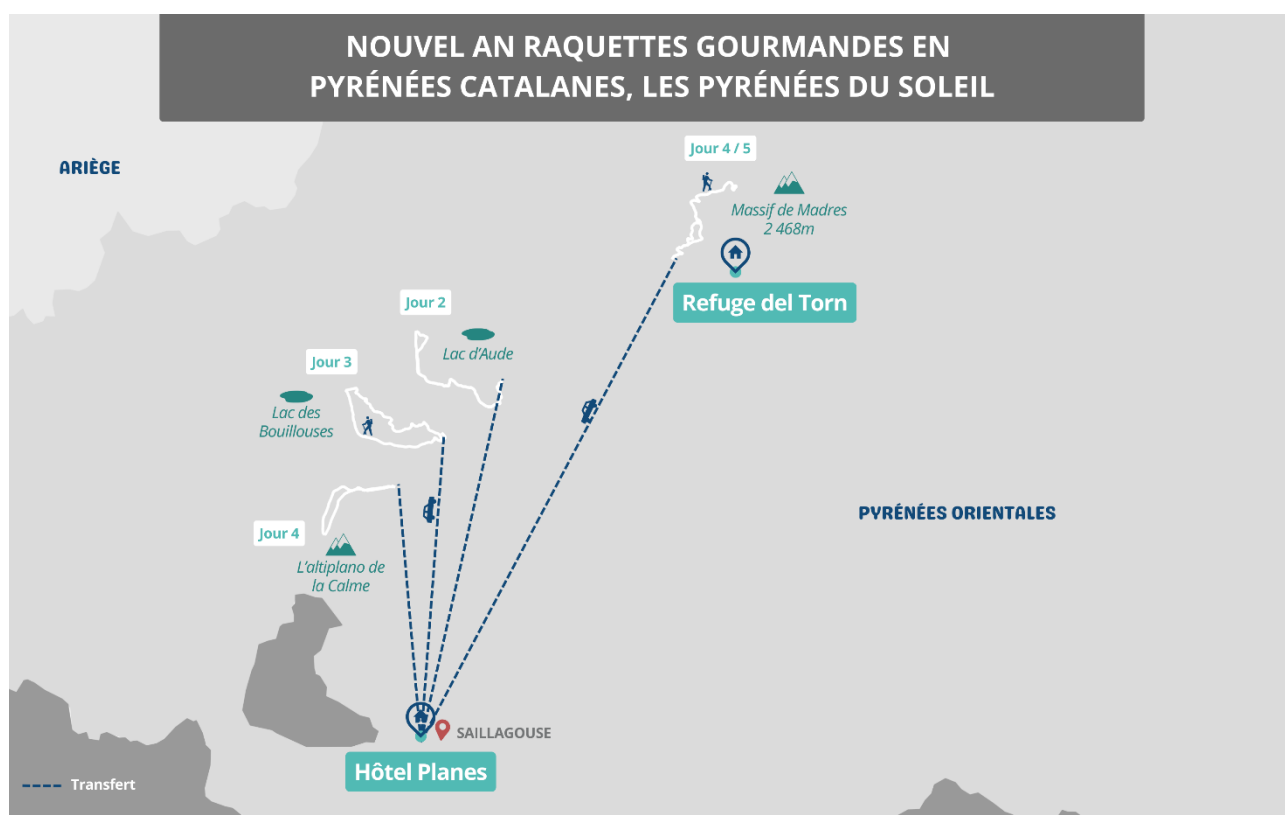 NOUVEL AN RAQUETTES GOURMANDES EN
PYRÉNÉES CATALANES, LES PYRÉNÉES DU SOLEIL
ARIÈGE
Jour 4 / 5
Massif de Madres
2 468m
Refuge del Torn
Jour 2
Lac d'Aude
Jour 3
Lac des
Bouillouses
Jour 4
L'altiplano de
la Calme
PYRÉNÉES ORIENTALES
SAILLAGOUSE
Hôtel Planes
Transfert